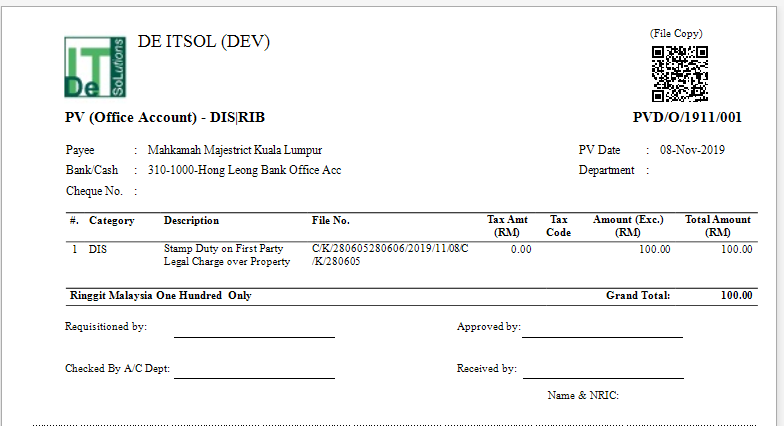 (File Copy)
DE ITSOL (DEV)
DeIT SoLutions
PV (Office Account) - DIS|RIB PVD/O/1911/001
Payee : Mahkamah Majestrict Kuala Lumpur PV Date : 08-Nov-2019
Bank/Cash : 310-1000-Hong Leong Bank Office Acc Department :
Cheque No. :
#. Category Description File No. Tax Amt Tax Amount (Exc.) Total Amount
(RM) Code (RM) (RM)
1 DIS Stamp Duty on First Party C/K/280605280606/2019/11/08/C 0.00 100.00 100.00
Legal Charge over Property /K/280605
Ringgit Malaysia One Hundred Only Grand Total: 100.00
Requisitioned by: Approved by:
Checked By A/C Dept: Received by:
Name & NRIC: